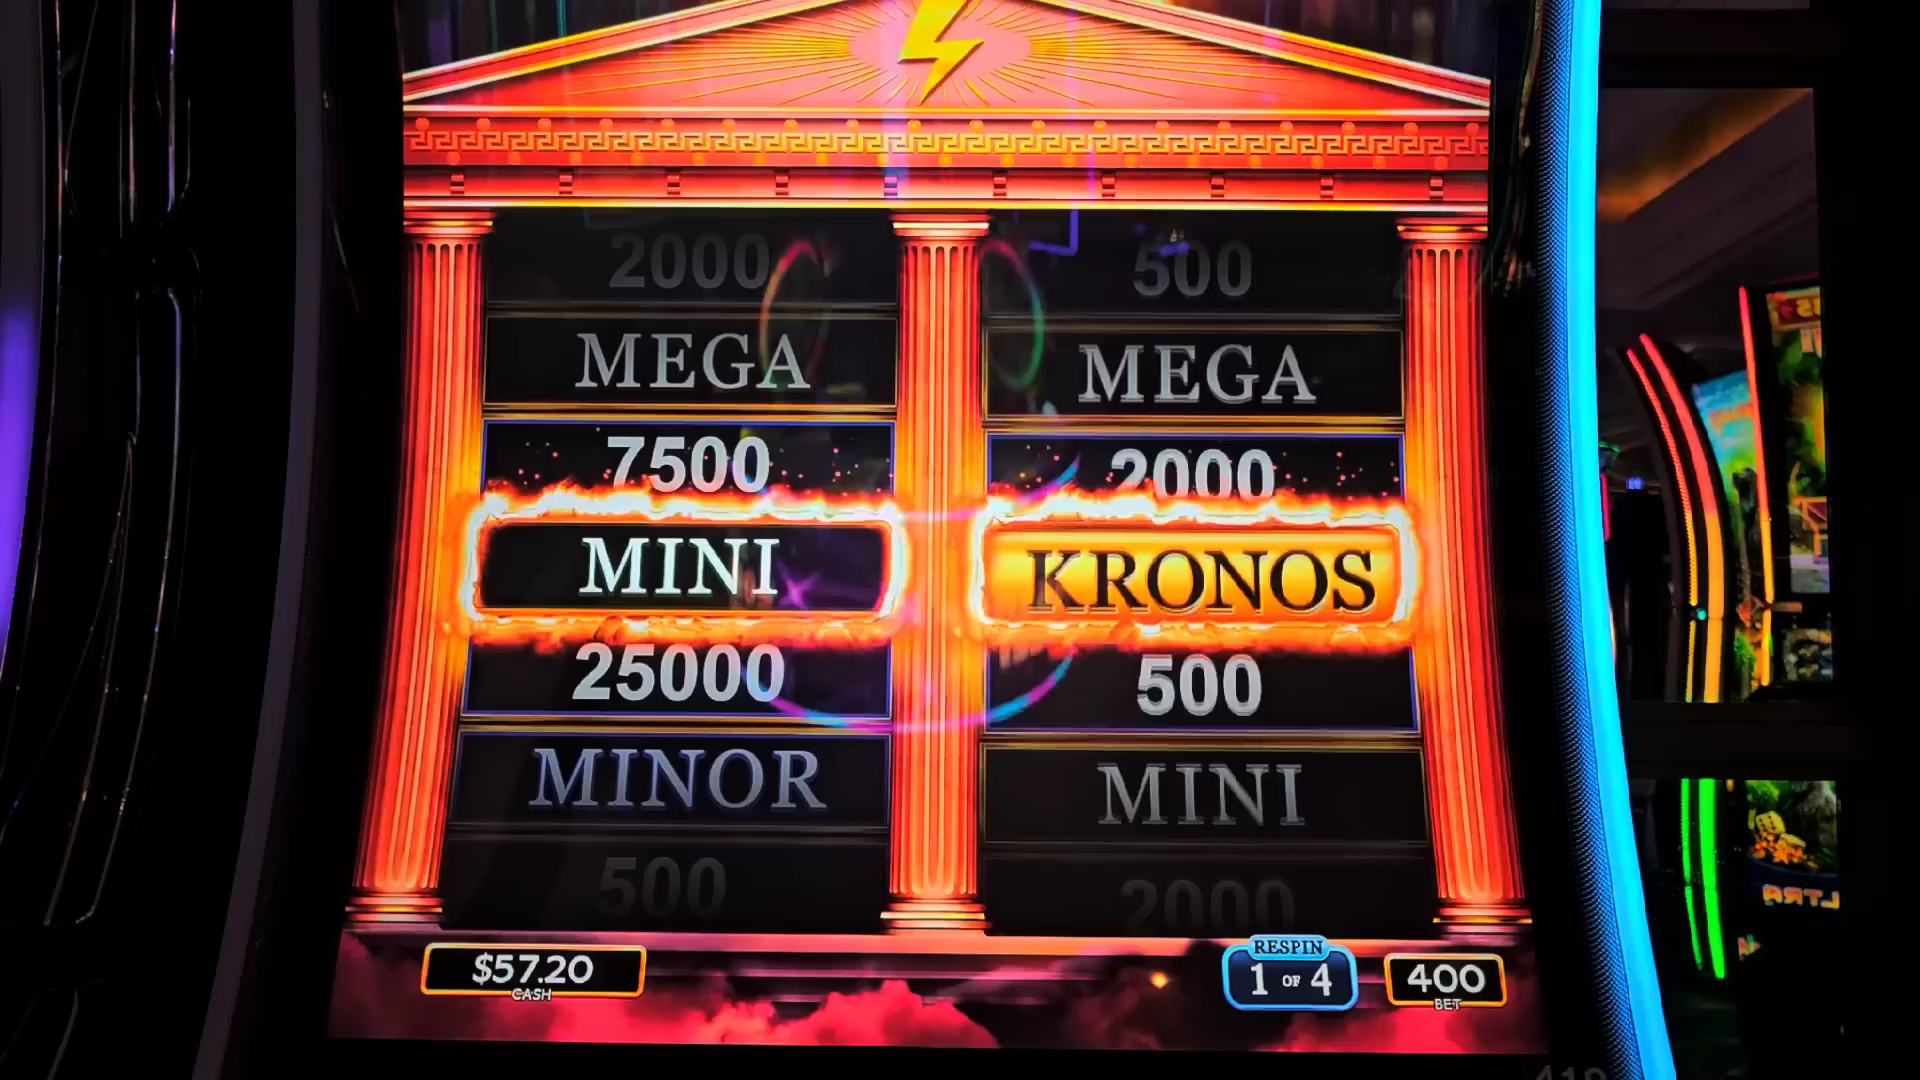 2000
500
MEGA
MEGA
7500
2000
MINI
KRONOS
25000
500
MINOR
MINI
500
2000
$57.20
CASH
RESPIN
1 OF 4
400
BET